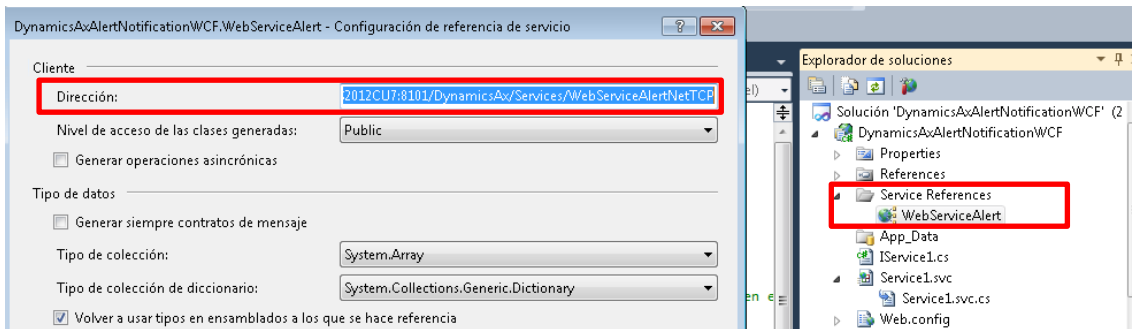 DynamicsAxAlertNotificationWCF.WebServiceAlert - Configuración de referencia de servicio
Cliente
Dirección: 2012CU7:8101/DynamicsAx/Services/WebServiceAlertNetTCP
Nivel de acceso de las clases generadas: Public
Generar operaciones asincrónicas
Tipo de datos
Generar siempre contratos de mensaje
Tipo de colección: System.Array
Tipo de colección de diccionario: System.Collections.Generic.Dictionary
Volver a usar tipos en ensamblados a los que se hace referencia
el)
en e
Explorador de soluciones
Solución 'DynamicsAxAlertNotificationWCF' (2
DynamicsAxAlertNotificationWCF
Properties
References
Service References
WebServiceAlert
App_Data
IService1.cs
Service1.svc
Service1.svc.cs
Web.config